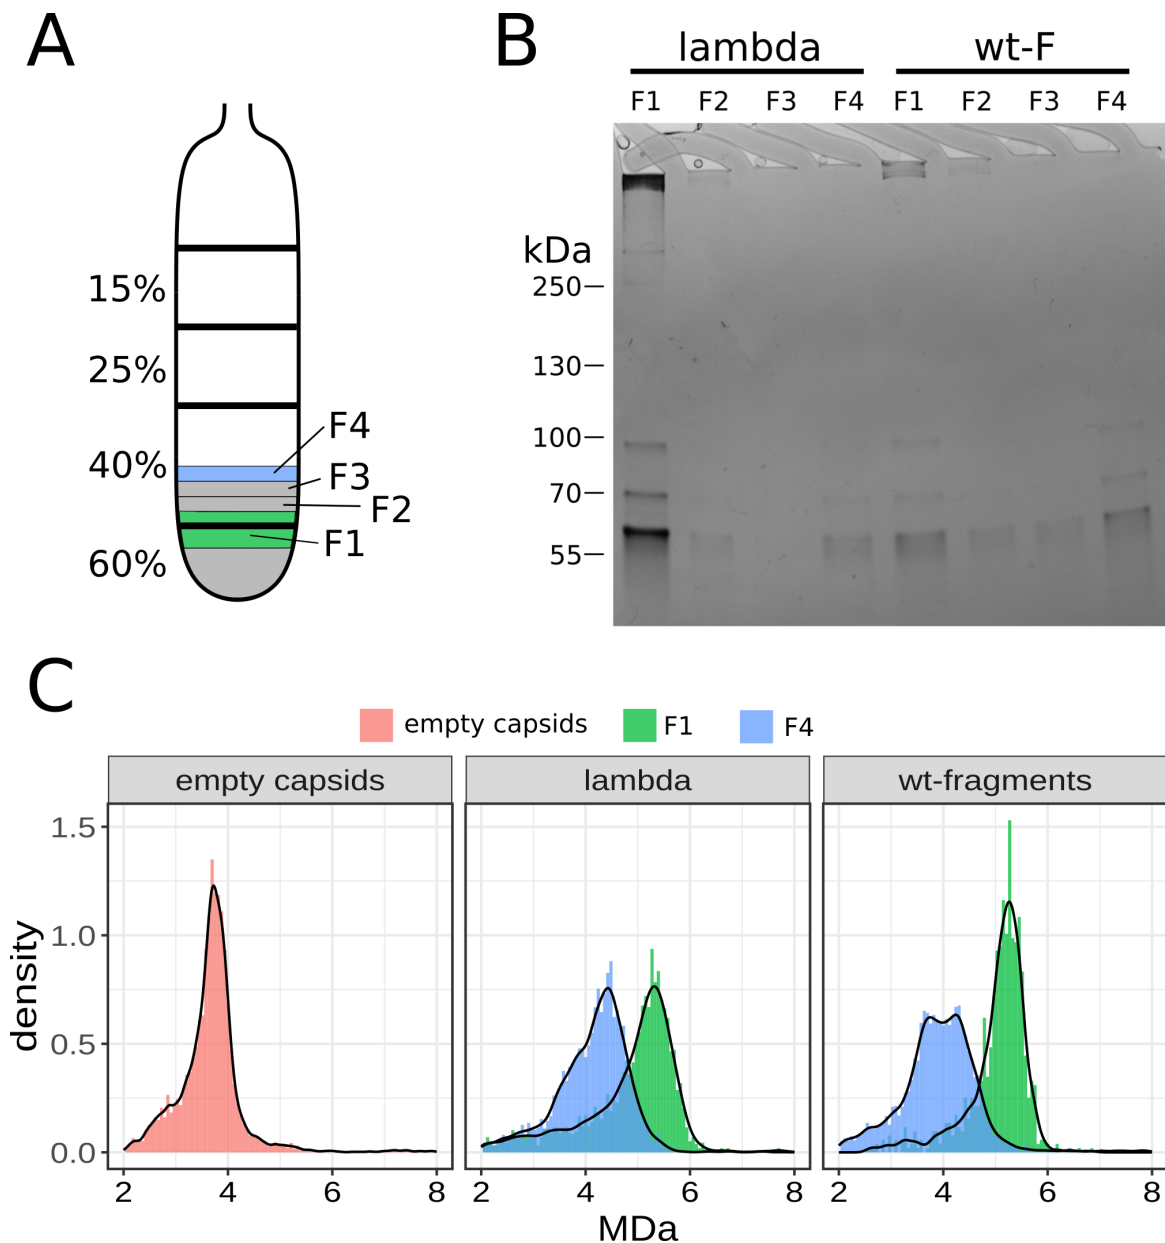 A
15%
25%
40%
60%
F4
F3
F2
F1
B
lambda wt-F
F1 F2 F3 F4 F1 F2 F3 F4
kDa
250
130
100
70
55
C
empty capsids F1 F4
empty capsids lambda wt-fragments
density
1.5
1.0
0.5
0.0
2 4 6 8 2 4 6 8 2 4 6 8
MDa